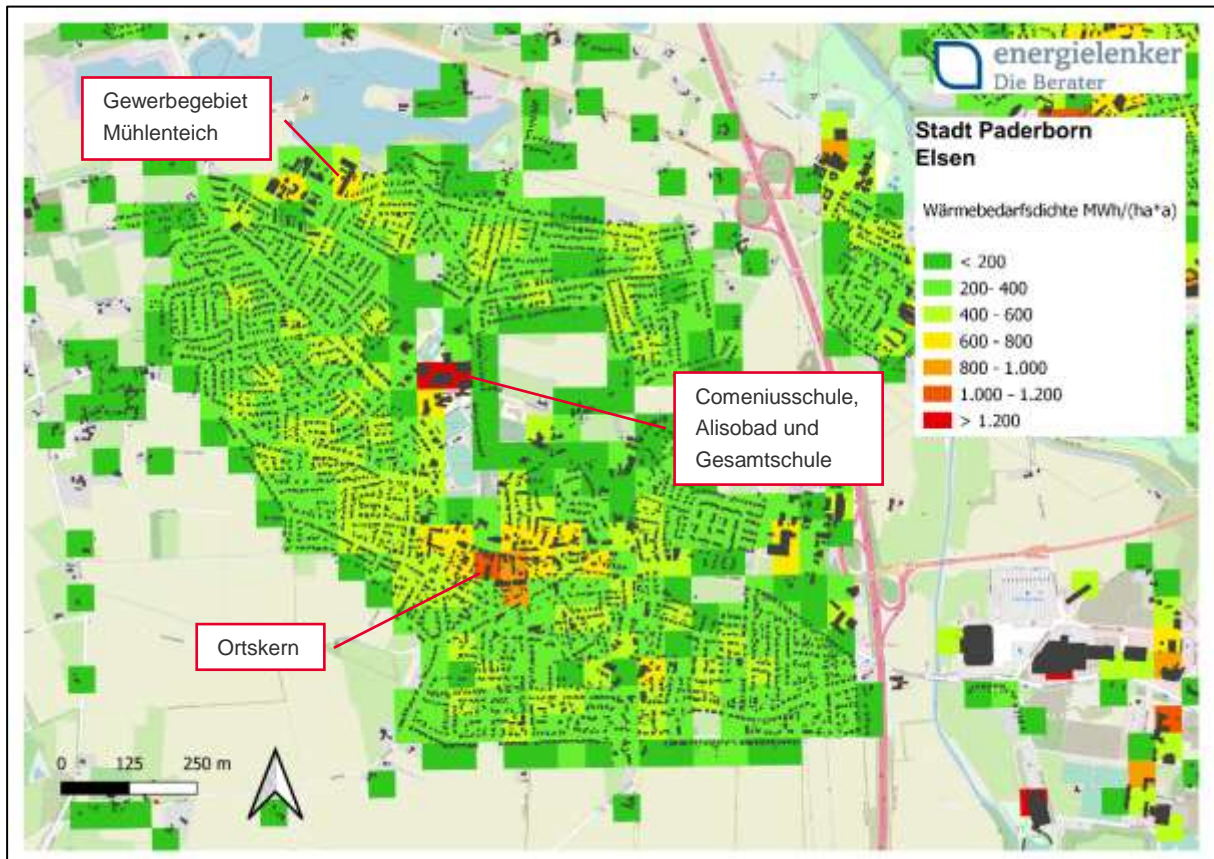 energielenker
Die Berater
Gewerbegebiet
Mühlenteich
Stadt Paderborn
Elsen
Wärmebedarfsdichte MWh/(ha*a)
< 200
200- 400
400 - 600
600 - 800
800 - 1.000
1.000 - 1.200
> 1.200
Comeniusschule,
Alisobad und
Gesamtschule
Ortskern
0 125 250 m